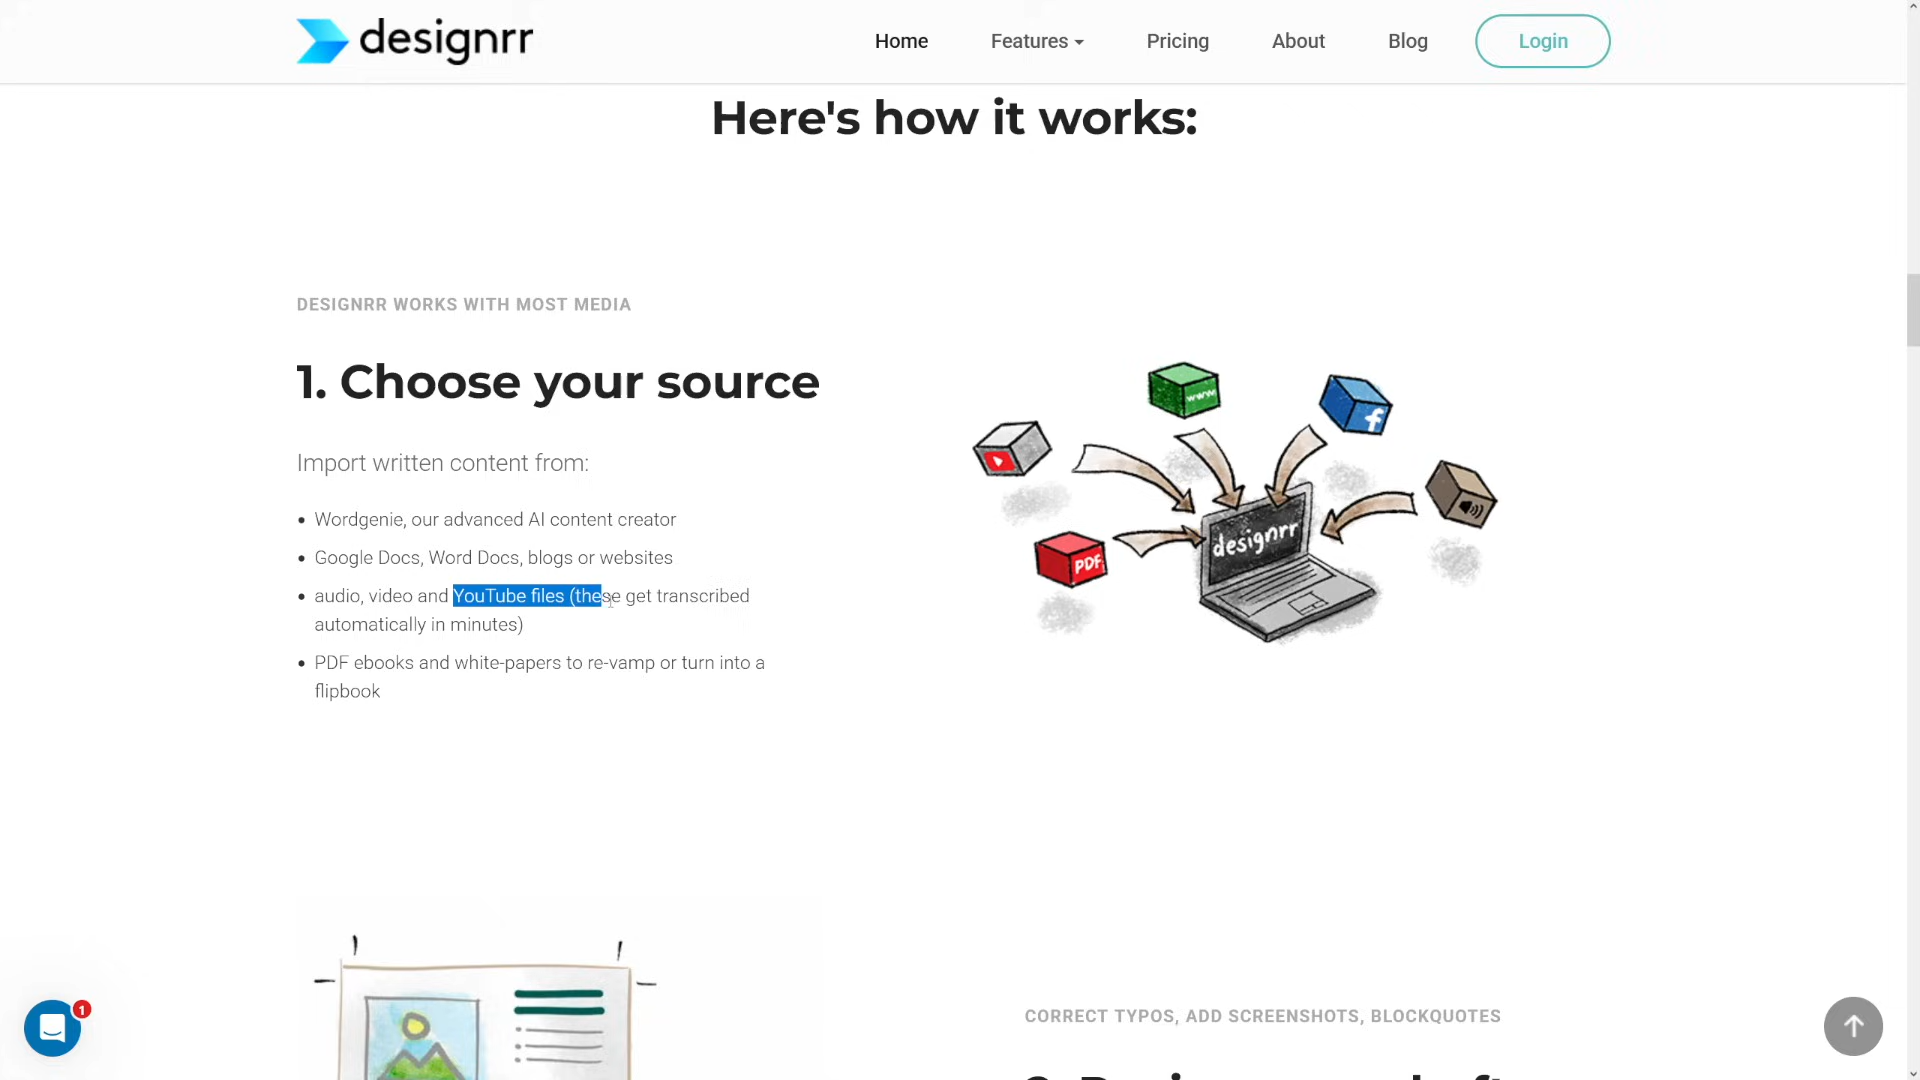 designrr
Home
Features
Pricing
About
Blog
Login
Here's how it works:
DESIGNRR WORKS WITH MOST MEDIA
1. Choose your source
Import written content from:
Wordgenie, our advanced AI content creator
Google Docs, Word Docs, blogs or websites
audio, video and YouTube files (these get transcribed
automatically in minutes)
PDF ebooks and white-papers to re-vamp or turn into a
flipbook
www
f
PDF
designrr
CORRECT TYPOS, ADD SCREENSHOTS, BLOCKQUOTES
1